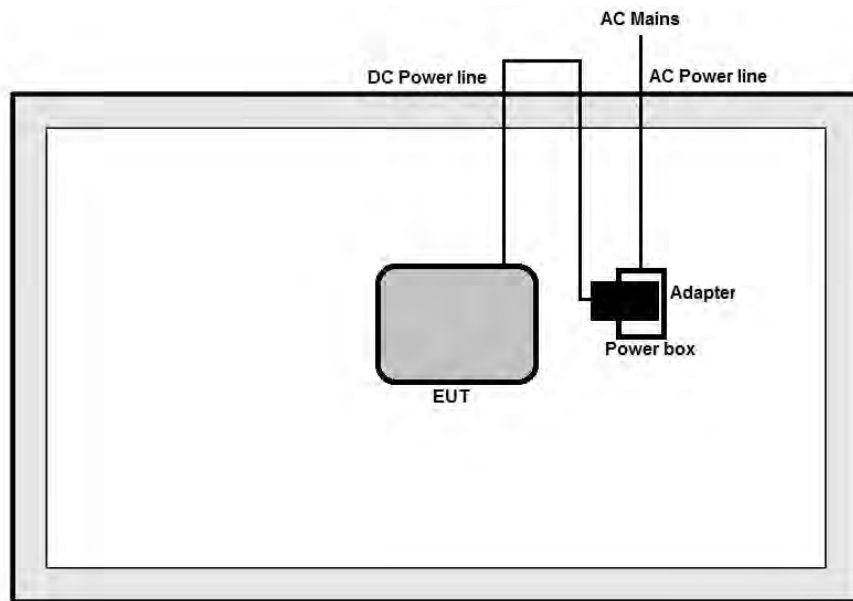 AC Mains
DC Power line
AC Power line
Adapter
Power box
EUT